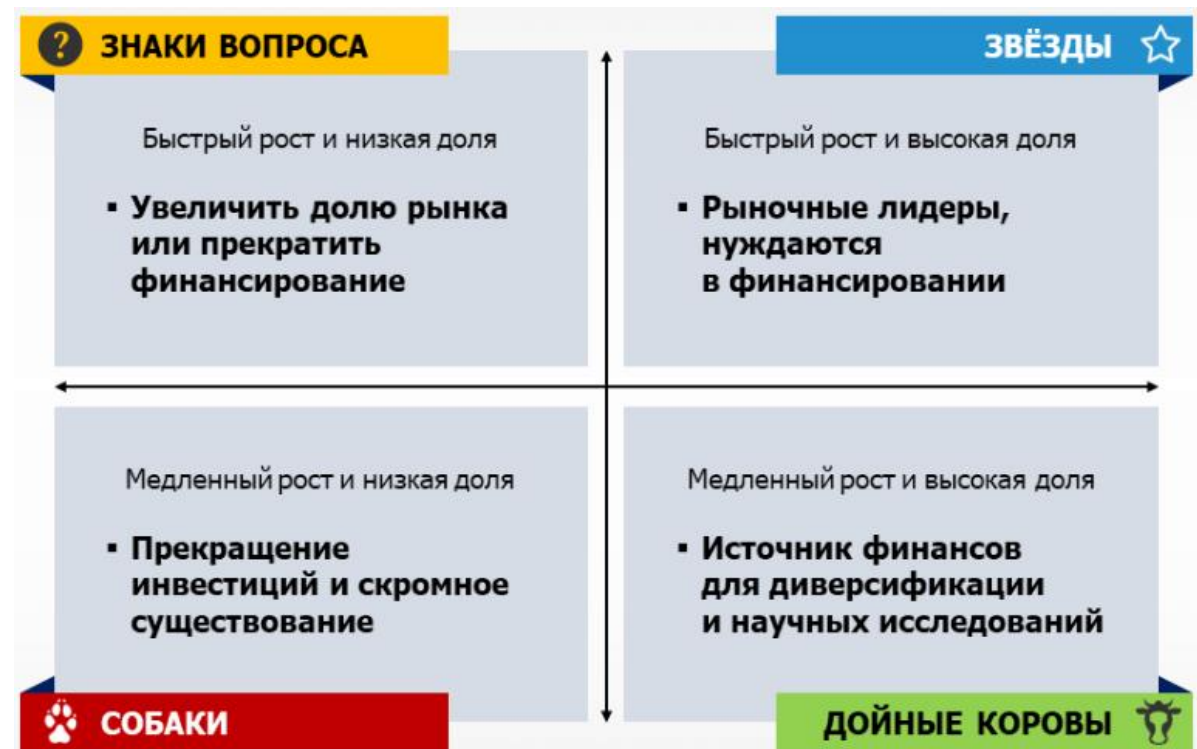 ЗНАКИ ВОПРОСА
Быстрый рост и низкая доля
▪ Увеличить долю рынка
или прекратить
финансирование
ЗВЁЗДЫ
Быстрый рост и высокая доля
▪ Рыночные лидеры,
нуждаются
в финансировании
Медленный рост и низкая доля
▪ Прекращение
инвестиций и скромное
существование
СОБАКИ
Медленный рост и высокая доля
▪ Источник финансов
для диверсификации
и научных исследований
ДОЙНЫЕ КОРОВЫ